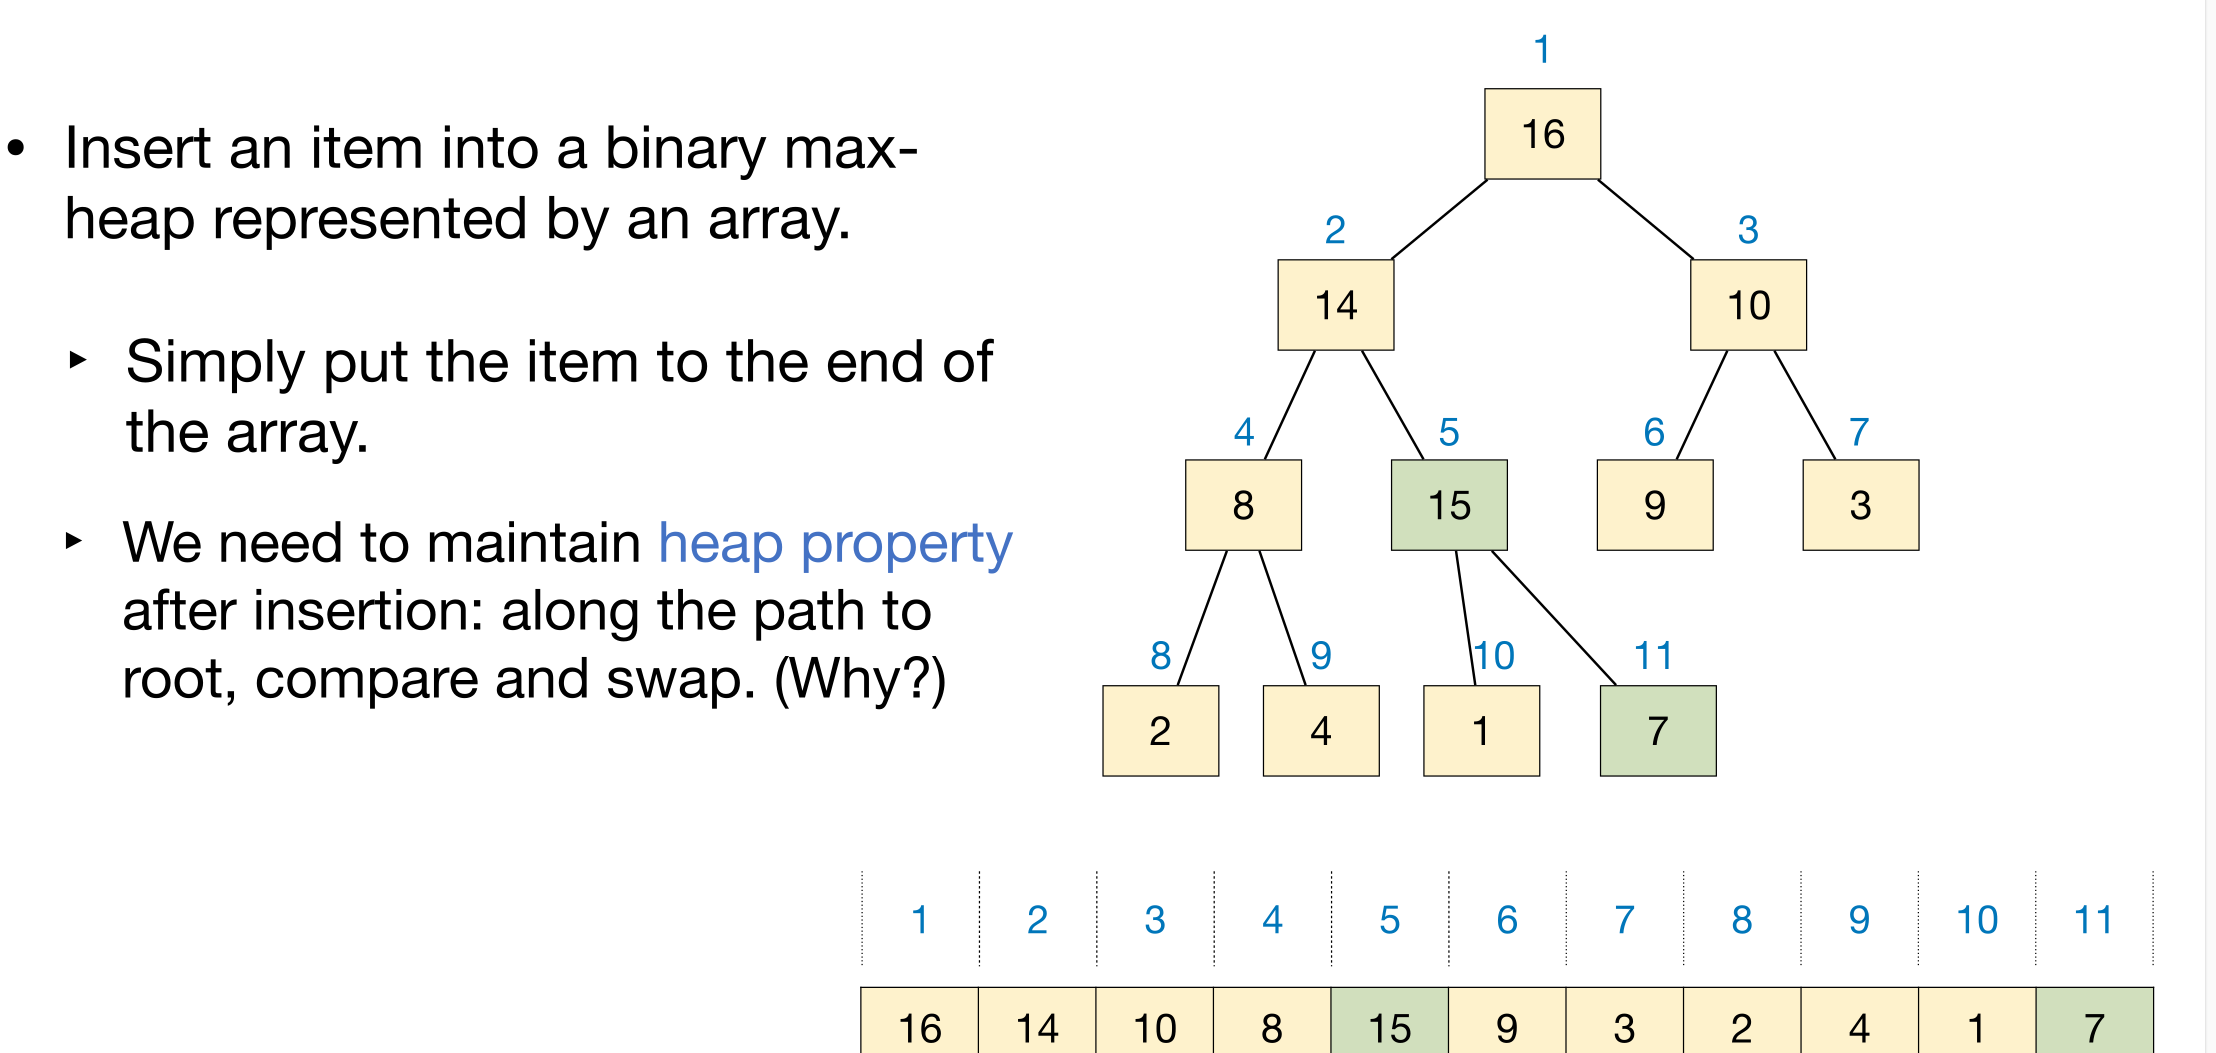 • Insert an item into a binary max-
heap represented by an array.
‣ Simply put the item to the end of
the array.
‣ We need to maintain heap property
after insertion: along the path to
root, compare and swap. (Why?)
1
16
2 3
14 10
4 5 6 7
8 15 9 3
8 9 10 11
2 4 1 7
1 2 3 4 5 6 7 8 9 10 11
16 14 10 8 15 9 3 2 4 1 7